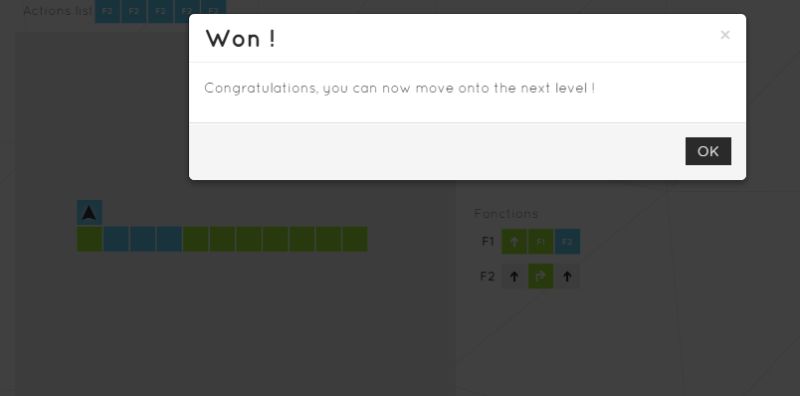 Actions list F2 F2 F2 F2 F2
Won !
×
Congratulations, you can now move onto the next level !
OK
Fonctions
F1 F1 F2
F2